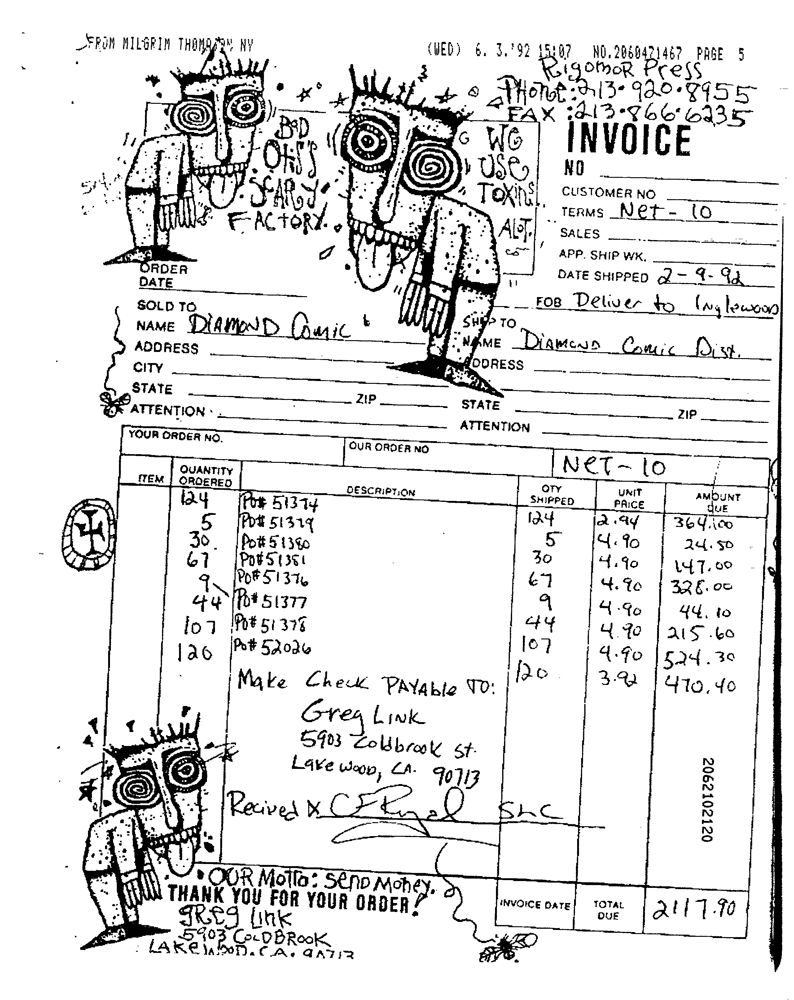 FROM MILGRIM THOMAJAN NY (WED) 6. 3.'92 15:07 NO.2060421467 PAGE 5
RIGOMOR PRESS
PHONE: 213·920·8955
FAX: 213·866·6235
BAD
OTIS'S
SCARY
FACTORY.
WE
USE
TOXINS
ALOT.
INVOICE
NO
CUSTOMER NO
TERMS NET-10
SALES
APP. SHIP WK.
DATE SHIPPED 2-9-92
FOB Deliver to Inglewood
ORDER
DATE
SOLD TO
NAME DIAMOND Comic
ADDRESS
CITY
STATE ZIP
ATTENTION
SHIP TO
NAME DIAMOND Comic Dist.
ADDRESS
STATE ZIP
ATTENTION
YOUR ORDER NO. OUR ORDER NO NET-10
ITEM QUANTITY ORDERED DESCRIPTION QTY SHIPPED UNIT PRICE AMOUNT DUE
124 PO# 51374 124 2.94 364.00
5 PO# 51379 5 4.90 24.50
30 PO# 51380 30 4.90 147.00
67 PO# 51381 67 4.90 328.00
9 PO# 51376 9 4.90 44.10
44 PO# 51377 44 4.90 215.60
107 PO# 51378 107 4.90 524.30
120 PO# 52026 120 3.92 470.40
Make Check PAYABLE TO:
Greg LINK
5903 Coldbrook St.
Lakewood, CA. 90713
2062102120
Recived X
OUR MOTTO: SEND MONEY.
THANK YOU FOR YOUR ORDER!
GREG LINK
5903 COLDBROOK
LAKEWOOD, CA. 90713
INVOICE DATE TOTAL DUE 2117.90